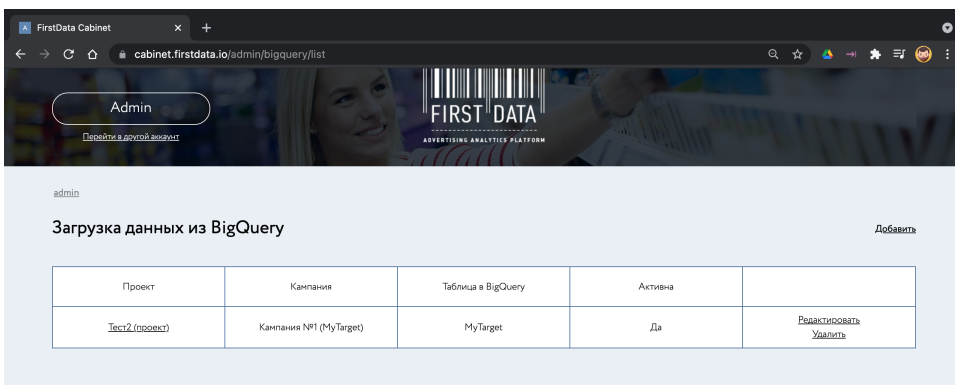 FirstData Cabinet
cabinet.firstdata.io/admin/bigquery/list
Admin
Перейти в другой аккаунт
FIRST DATA
ADVERTISING ANALYTICS PLATFORM
admin
Загрузка данных из BigQuery
Добавить
Проект Кампания Таблица в BigQuery Активна
Тест2 (проект) Кампания №1 (MyTarget) MyTarget Да Редактировать
Удалить